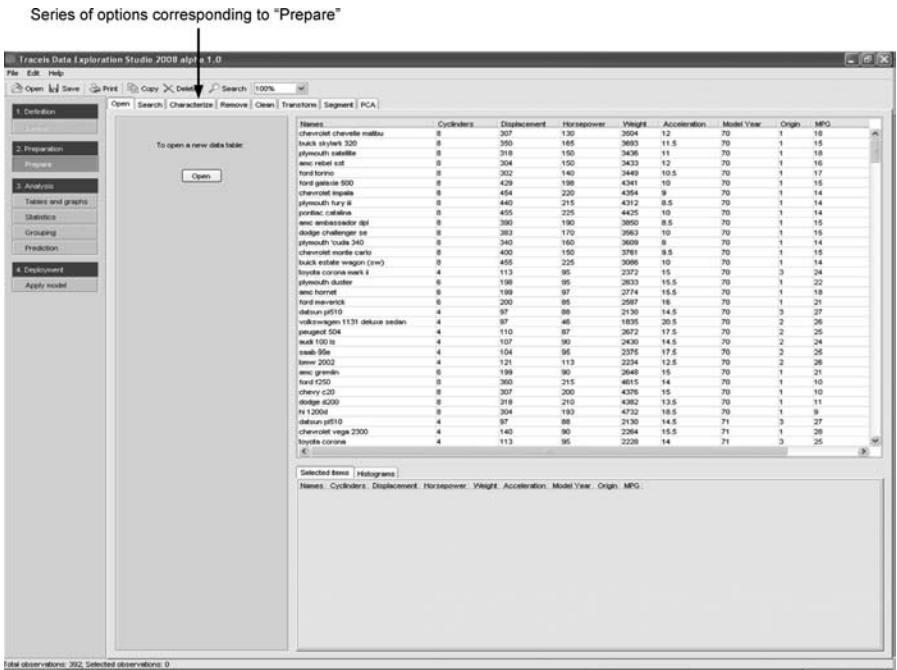 Series of options corresponding to “Prepare”
Traceis Data Exploration Studio 2008 alpha 1.0
File Edit Help
Open Save Print Copy Delete Search 100%
Open Search Characterize Remove Clean Transform Segment PCA
1. Definition
2. Preparation
Prepare
3. Analysis
Tables and graphs
Statistics
Grouping
Prediction
4. Deployment
Apply model
To open a new data table:
Open
Names Cyclinders Displacement Horsepower Weight Acceleration Model Year Origin MPG
chevrolet chevelle malibu 8 307 130 3504 12 70 1 18
buick skylark 320 8 350 165 3693 11.5 70 1 15
plymouth satellite 8 318 150 3436 11 70 1 18
amc rebel sst 8 304 150 3433 12 70 1 16
ford torino 8 302 140 3449 10.5 70 1 17
ford galaxie 500 8 429 198 4341 10 70 1 15
chevrolet impala 8 454 220 4354 9 70 1 14
plymouth fury iii 8 440 215 4312 8.5 70 1 14
pontiac catalina 8 455 225 4425 10 70 1 14
amc ambassador dpl 8 390 190 3850 8.5 70 1 15
dodge challenger se 8 383 170 3563 10 70 1 15
plymouth 'cuda 340 8 340 160 3609 8 70 1 14
chevrolet monte carlo 8 400 150 3761 9.5 70 1 15
buick estate wagon (sw) 8 455 225 3086 10 70 1 14
toyota corona mark ii 4 113 95 2372 15 70 3 24
plymouth duster 6 198 95 2833 15.5 70 1 22
amc hornet 6 199 97 2774 15.5 70 1 18
ford maverick 6 200 85 2587 16 70 1 21
datsun pl510 4 97 88 2130 14.5 70 3 27
volkswagen 1131 deluxe sedan 4 97 46 1835 20.5 70 2 26
peugeot 504 4 110 87 2672 17.5 70 2 25
audi 100 ls 4 107 90 2430 14.5 70 2 24
saab 99e 4 104 95 2375 17.5 70 2 25
bmw 2002 4 121 113 2234 12.5 70 2 26
amc gremlin 6 199 90 2648 15 70 1 21
ford f250 8 360 215 4615 14 70 1 10
chevy c20 8 307 200 4376 15 70 1 10
dodge d200 8 318 210 4382 13.5 70 1 11
hi 1200d 8 304 193 4732 18.5 70 1 9
datsun pl510 4 97 88 2130 14.5 71 3 27
chevrolet vega 2300 4 140 90 2264 15.5 71 1 28
toyota corona 4 113 95 2228 14 71 3 25
Selected items Histograms
Names Cyclinders Displacement Horsepower Weight Acceleration Model Year Origin MPG
Total observations: 392, Selected observations: 0